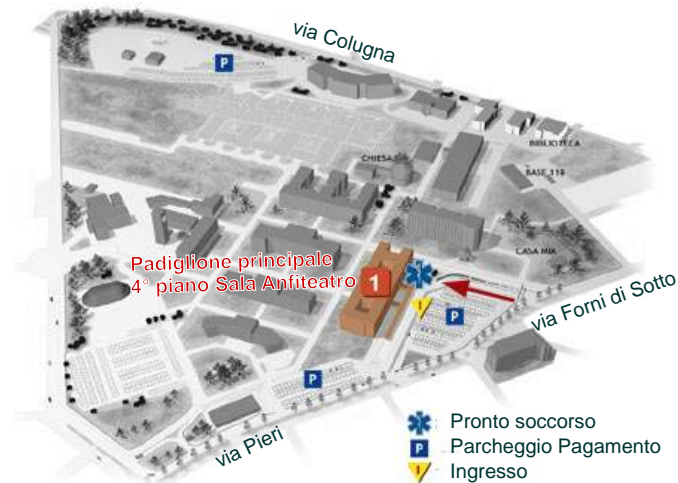 via Colugna
P
BIBLIOTECA
CHIESA
BASE 118
CASA MIA
Padiglione principale
4° piano Sala Anfiteatro
1
via Forni di Sotto
P
P
via Pieri
Pronto soccorso
P Parcheggio Pagamento
I Ingresso